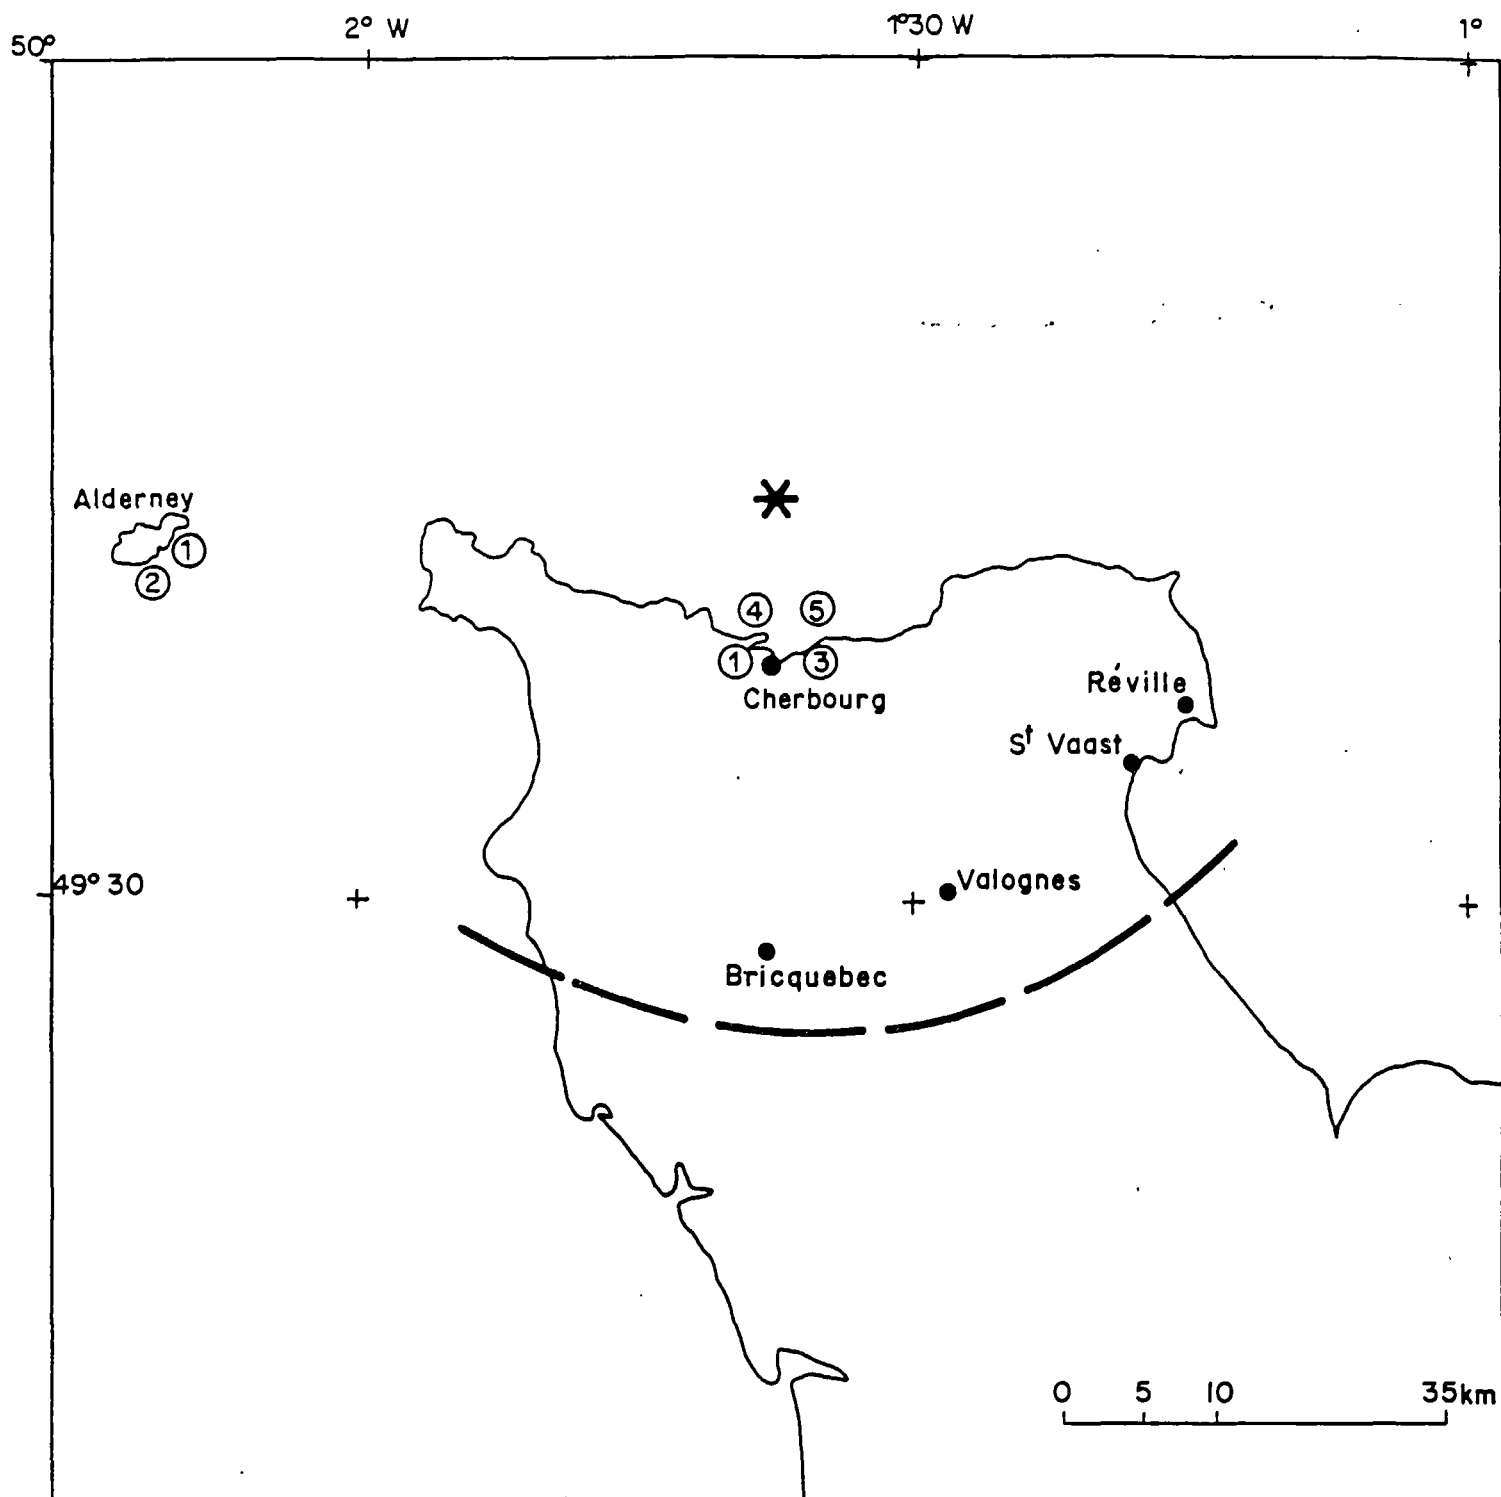 2° W
1°30 W
1°
50°
Alderney
1
2
4
5
1
3
Cherbourg
Réville
St Vaast
49° 30
Valognes
Bricquebec
0 5 10 35km